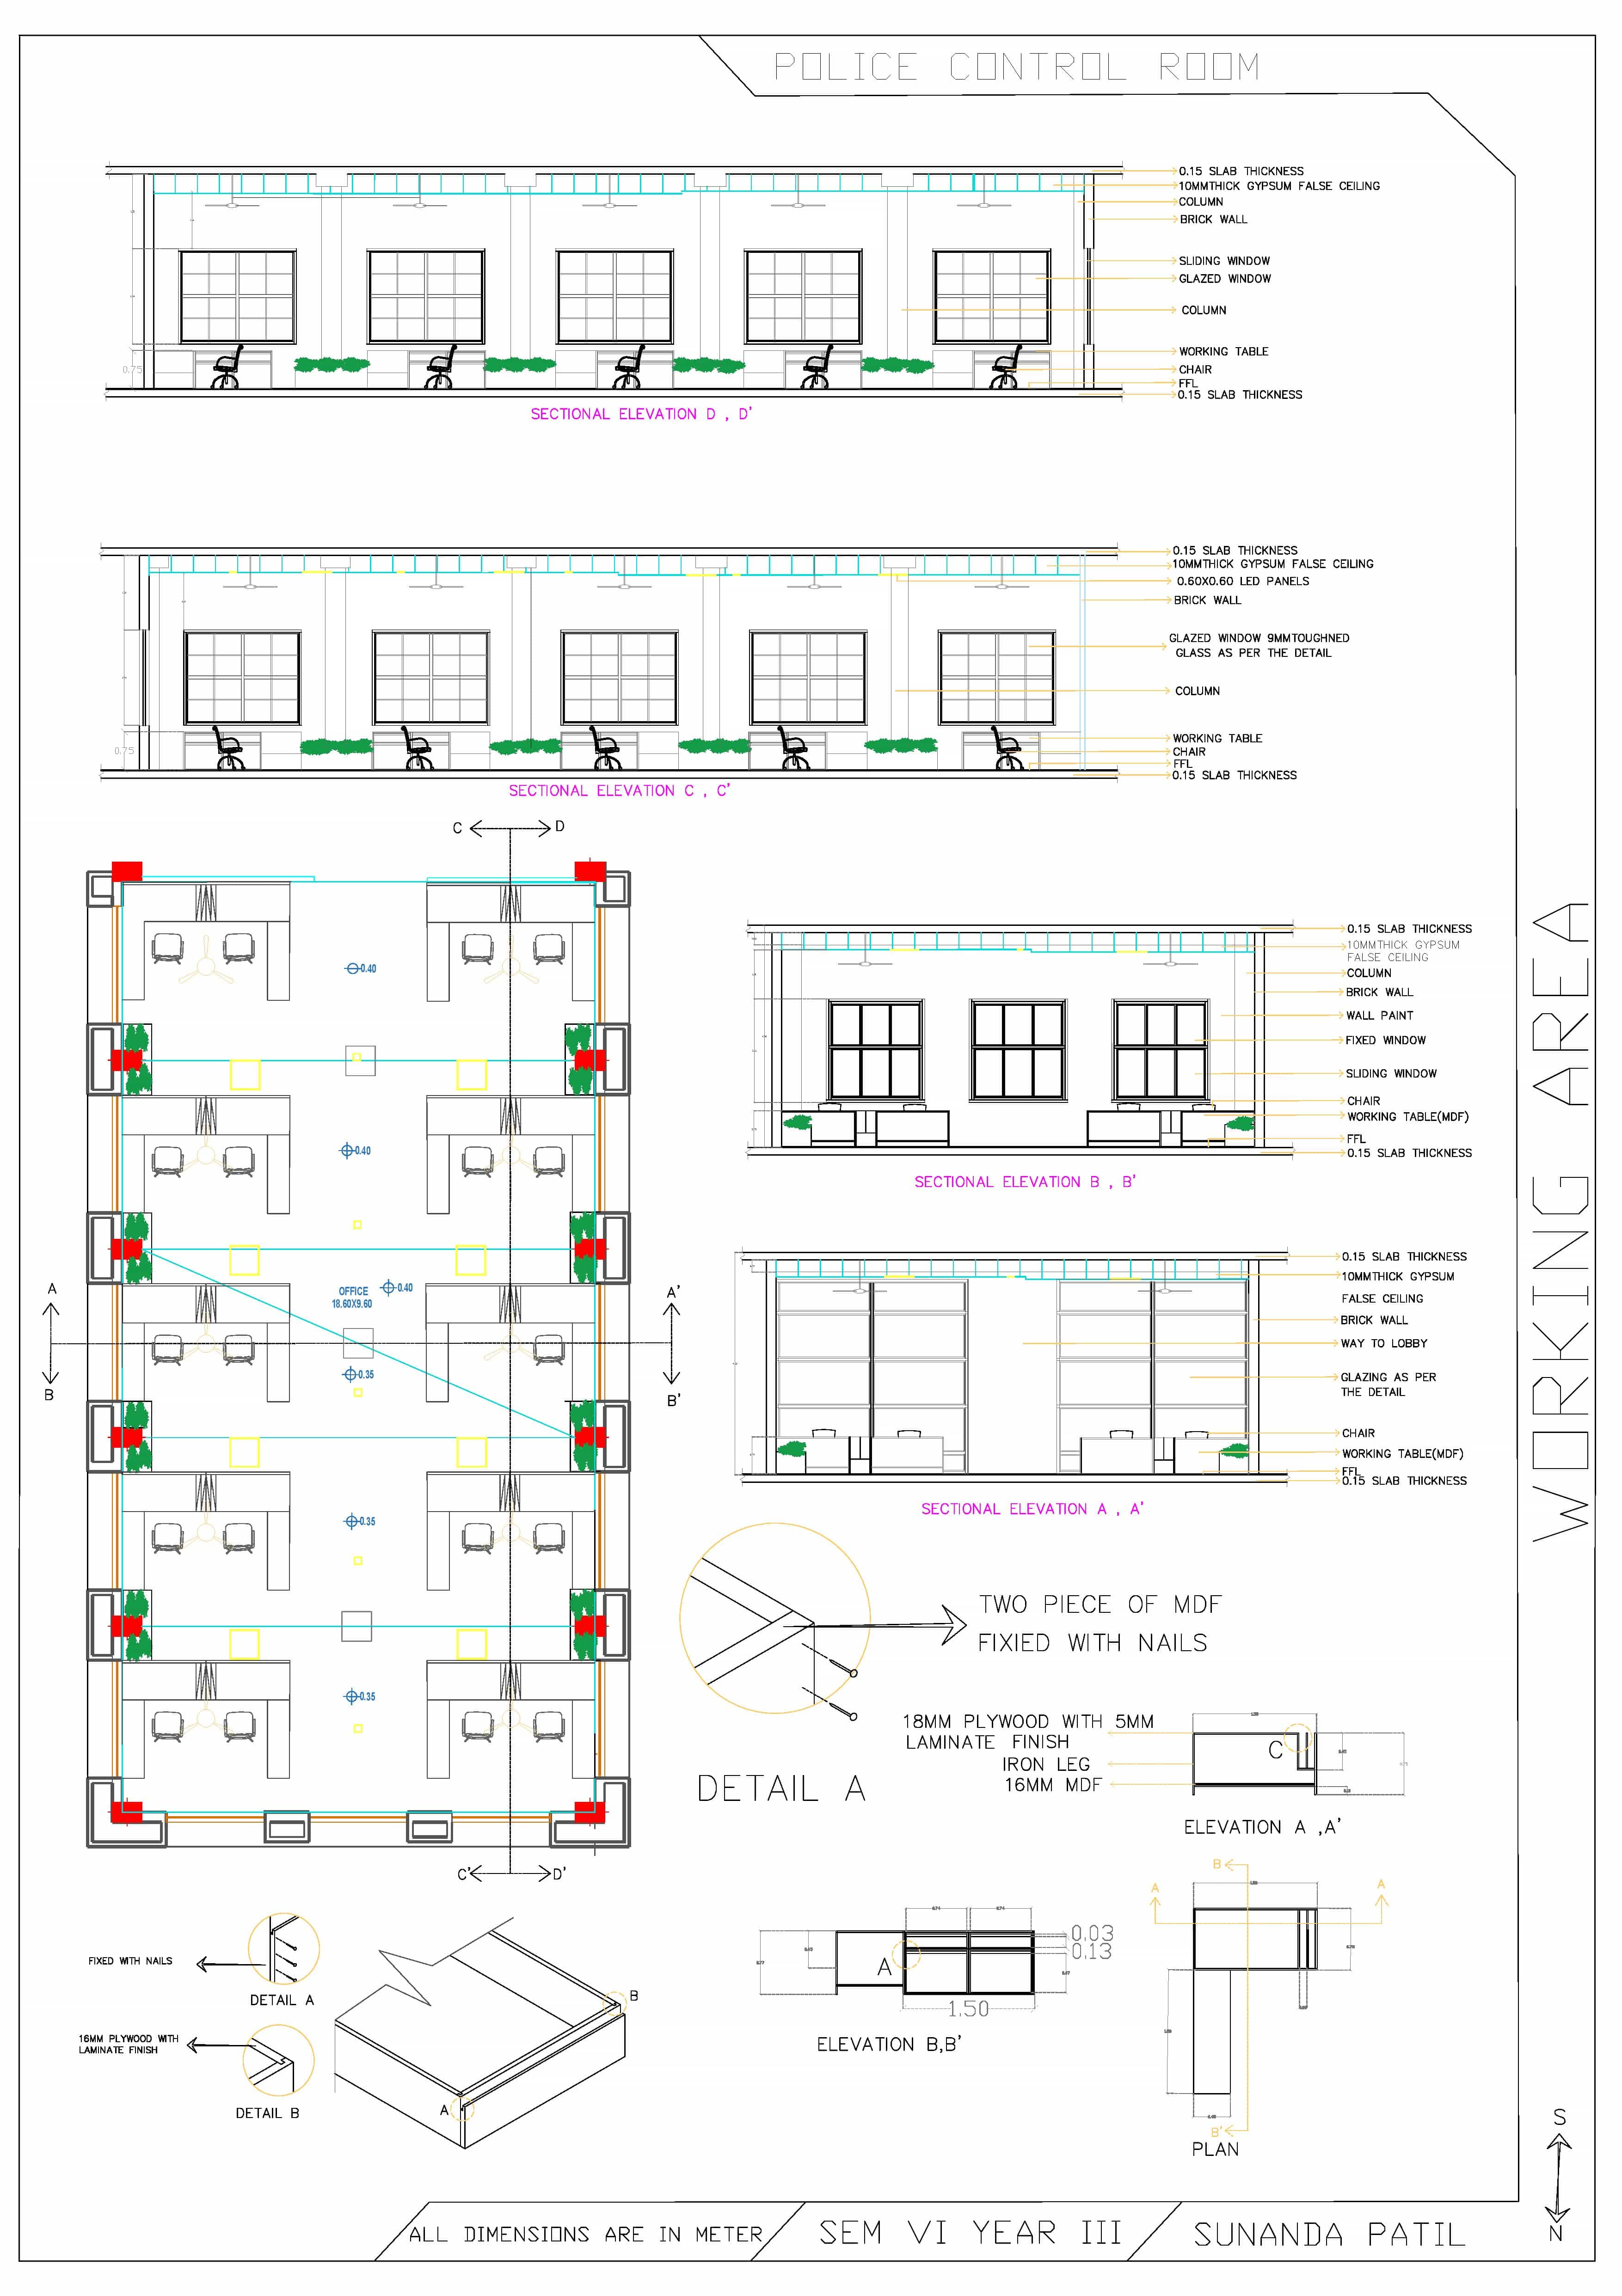 POLICE CONTROL ROOM
0.15 SLAB THICKNESS
10MMTHICK GYPSUM FALSE CEILING
COLUMN
BRICK WALL
SLIDING WINDOW
GLAZED WINDOW
COLUMN
WORKING TABLE
CHAIR
FFL
0.15 SLAB THICKNESS
0.75
SECTIONAL ELEVATION D , D'
0.15 SLAB THICKNESS
10MMTHICK GYPSUM FALSE CEILING
0.60X0.60 LED PANELS
BRICK WALL
GLAZED WINDOW 9MMTOUGHNED
GLASS AS PER THE DETAIL
COLUMN
WORKING TABLE
CHAIR
FFL
0.15 SLAB THICKNESS
0.75
SECTIONAL ELEVATION C , C'
C D
0.40
0.40
OFFICE
18.60X9.60
0.40
0.35
0.35
0.35
A
B
A'
B'
C' D'
0.15 SLAB THICKNESS
10MMTHICK GYPSUM
FALSE CEILING
COLUMN
BRICK WALL
WALL PAINT
FIXED WINDOW
SLIDING WINDOW
CHAIR
WORKING TABLE(MDF)
FFL
0.15 SLAB THICKNESS
SECTIONAL ELEVATION B , B'
0.15 SLAB THICKNESS
10MMTHICK GYPSUM
FALSE CEILING
BRICK WALL
WAY TO LOBBY
GLAZING AS PER
THE DETAIL
CHAIR
WORKING TABLE(MDF)
FFL
0.15 SLAB THICKNESS
SECTIONAL ELEVATION A , A'
WORKING AREA
TWO PIECE OF MDF
FIXIED WITH NAILS
DETAIL A
18MM PLYWOOD WITH 5MM
LAMINATE FINISH
IRON LEG
16MM MDF
C
ELEVATION A ,A'
FIXED WITH NAILS
DETAIL A
16MM PLYWOOD WITH
LAMINATE FINISH
DETAIL B
B
A
A
0.03
0.13
1.50
ELEVATION B,B'
B
A
A
B'
PLAN
S
N
ALL DIMENSIONS ARE IN METER
SEM VI YEAR III
SUNANDA PATIL